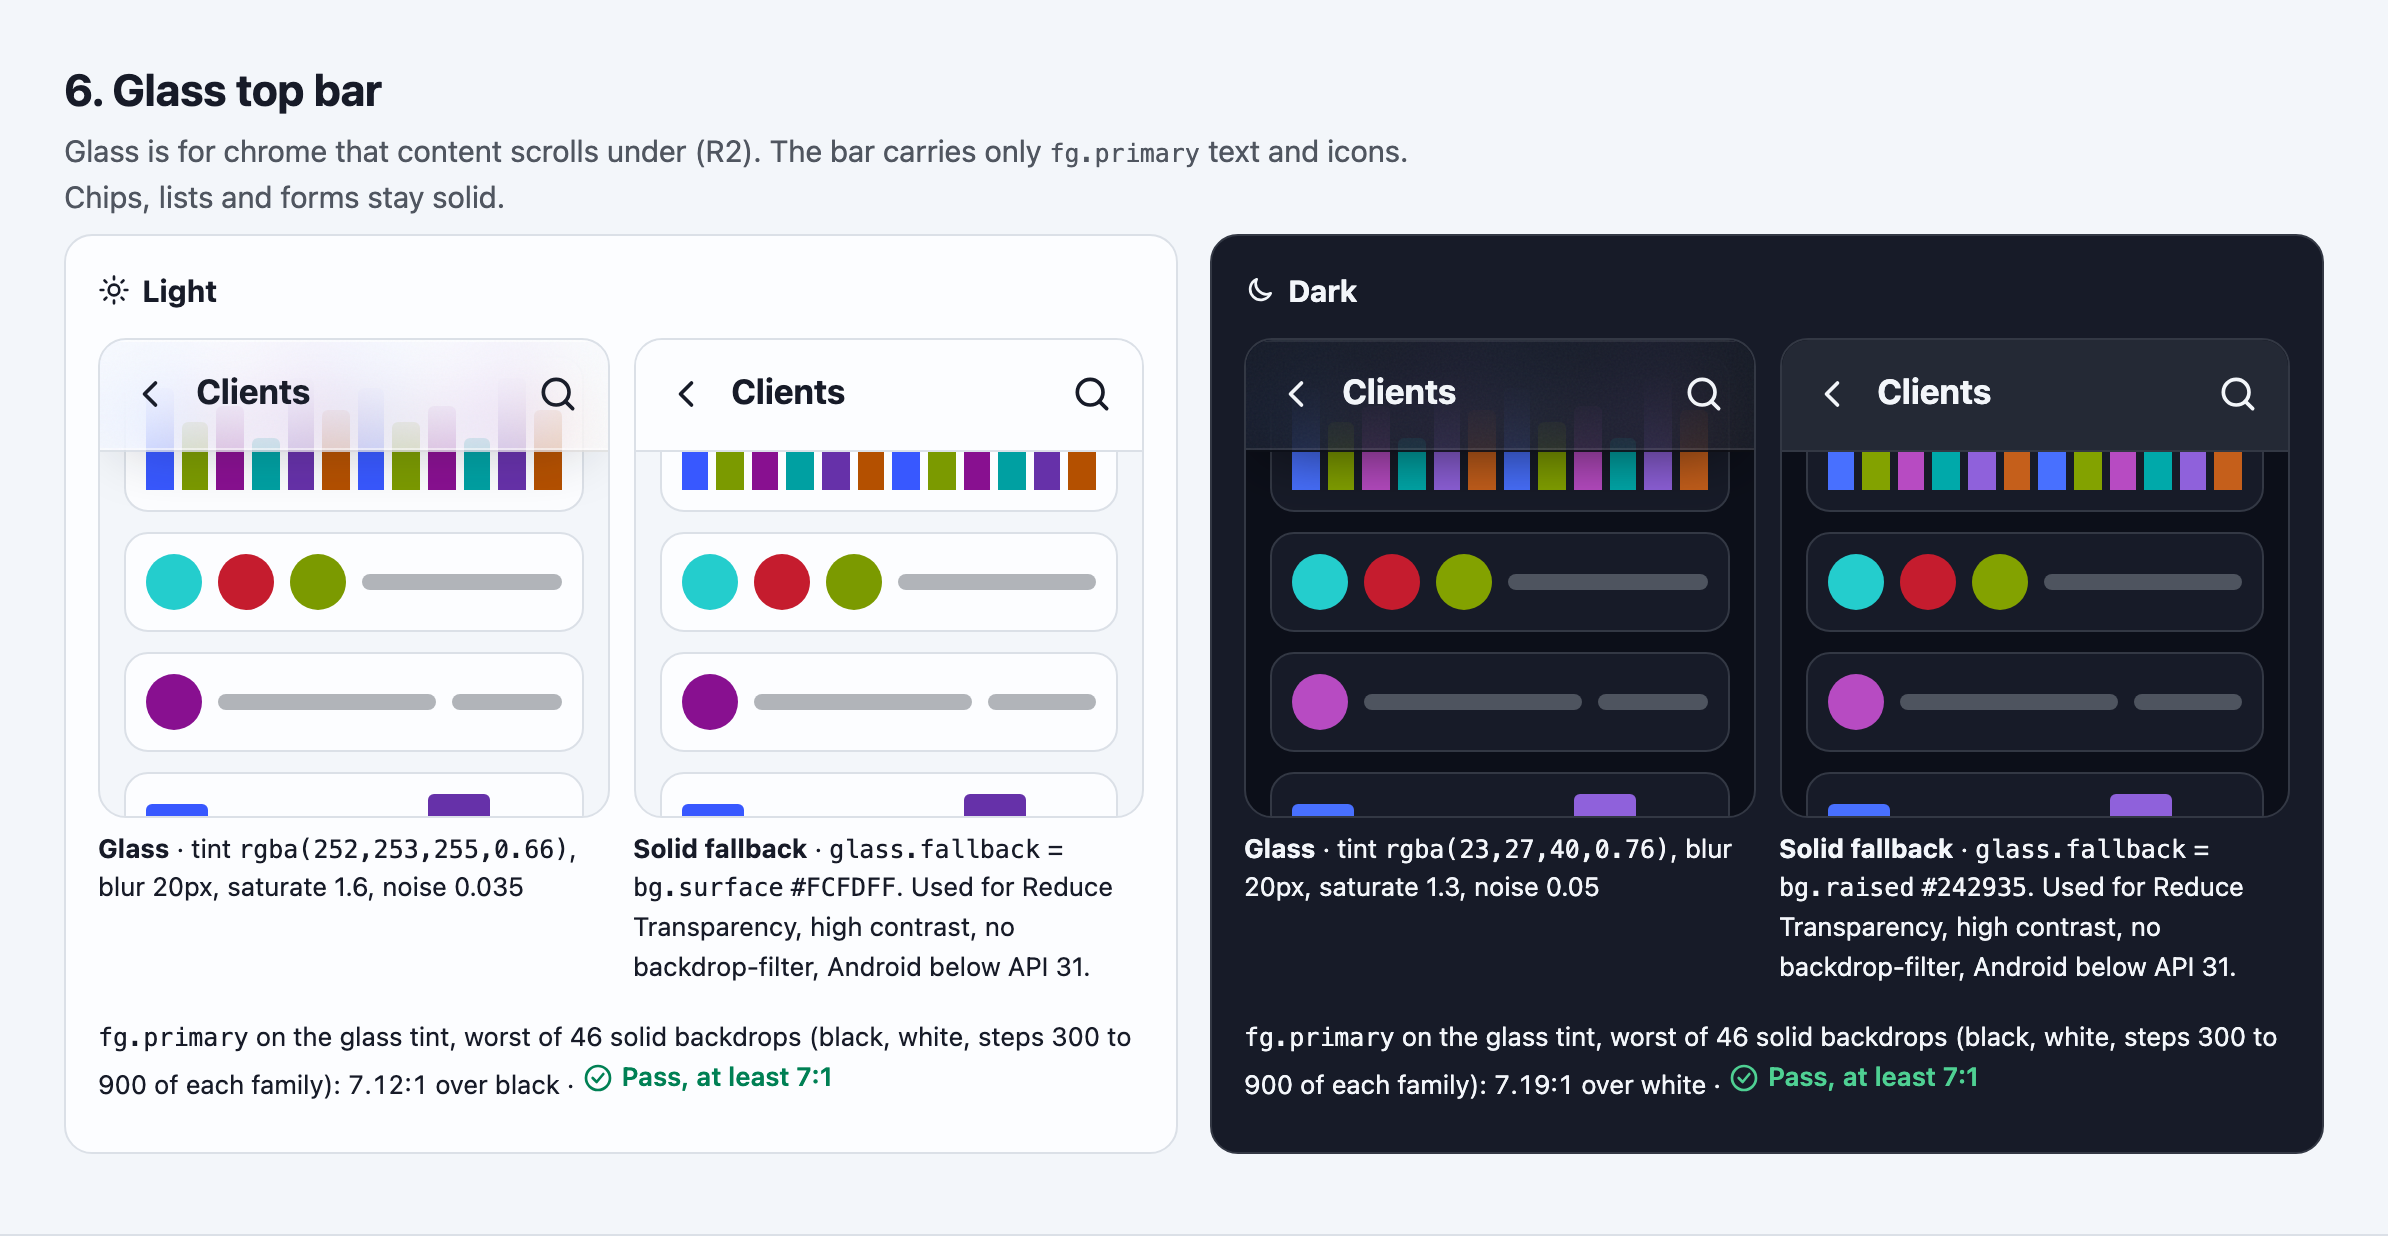 6. Glass top bar
Glass is for chrome that content scrolls under (R2). The bar carries only fg.primary text and icons.
Chips, lists and forms stay solid.
Light
Clients
Clients
Glass · tint rgba(252,253,255,0.66),
blur 20px, saturate 1.6, noise 0.035
Solid fallback · glass.fallback =
bg.surface #FCFDFF. Used for Reduce
Transparency, high contrast, no
backdrop-filter, Android below API 31.
fg.primary on the glass tint, worst of 46 solid backdrops (black, white, steps 300 to
900 of each family): 7.12:1 over black · Pass, at least 7:1
Dark
Clients
Clients
Glass · tint rgba(23,27,40,0.76), blur
20px, saturate 1.3, noise 0.05
Solid fallback · glass.fallback =
bg.raised #242935. Used for Reduce
Transparency, high contrast, no
backdrop-filter, Android below API 31.
fg.primary on the glass tint, worst of 46 solid backdrops (black, white, steps 300 to
900 of each family): 7.19:1 over white · Pass, at least 7:1